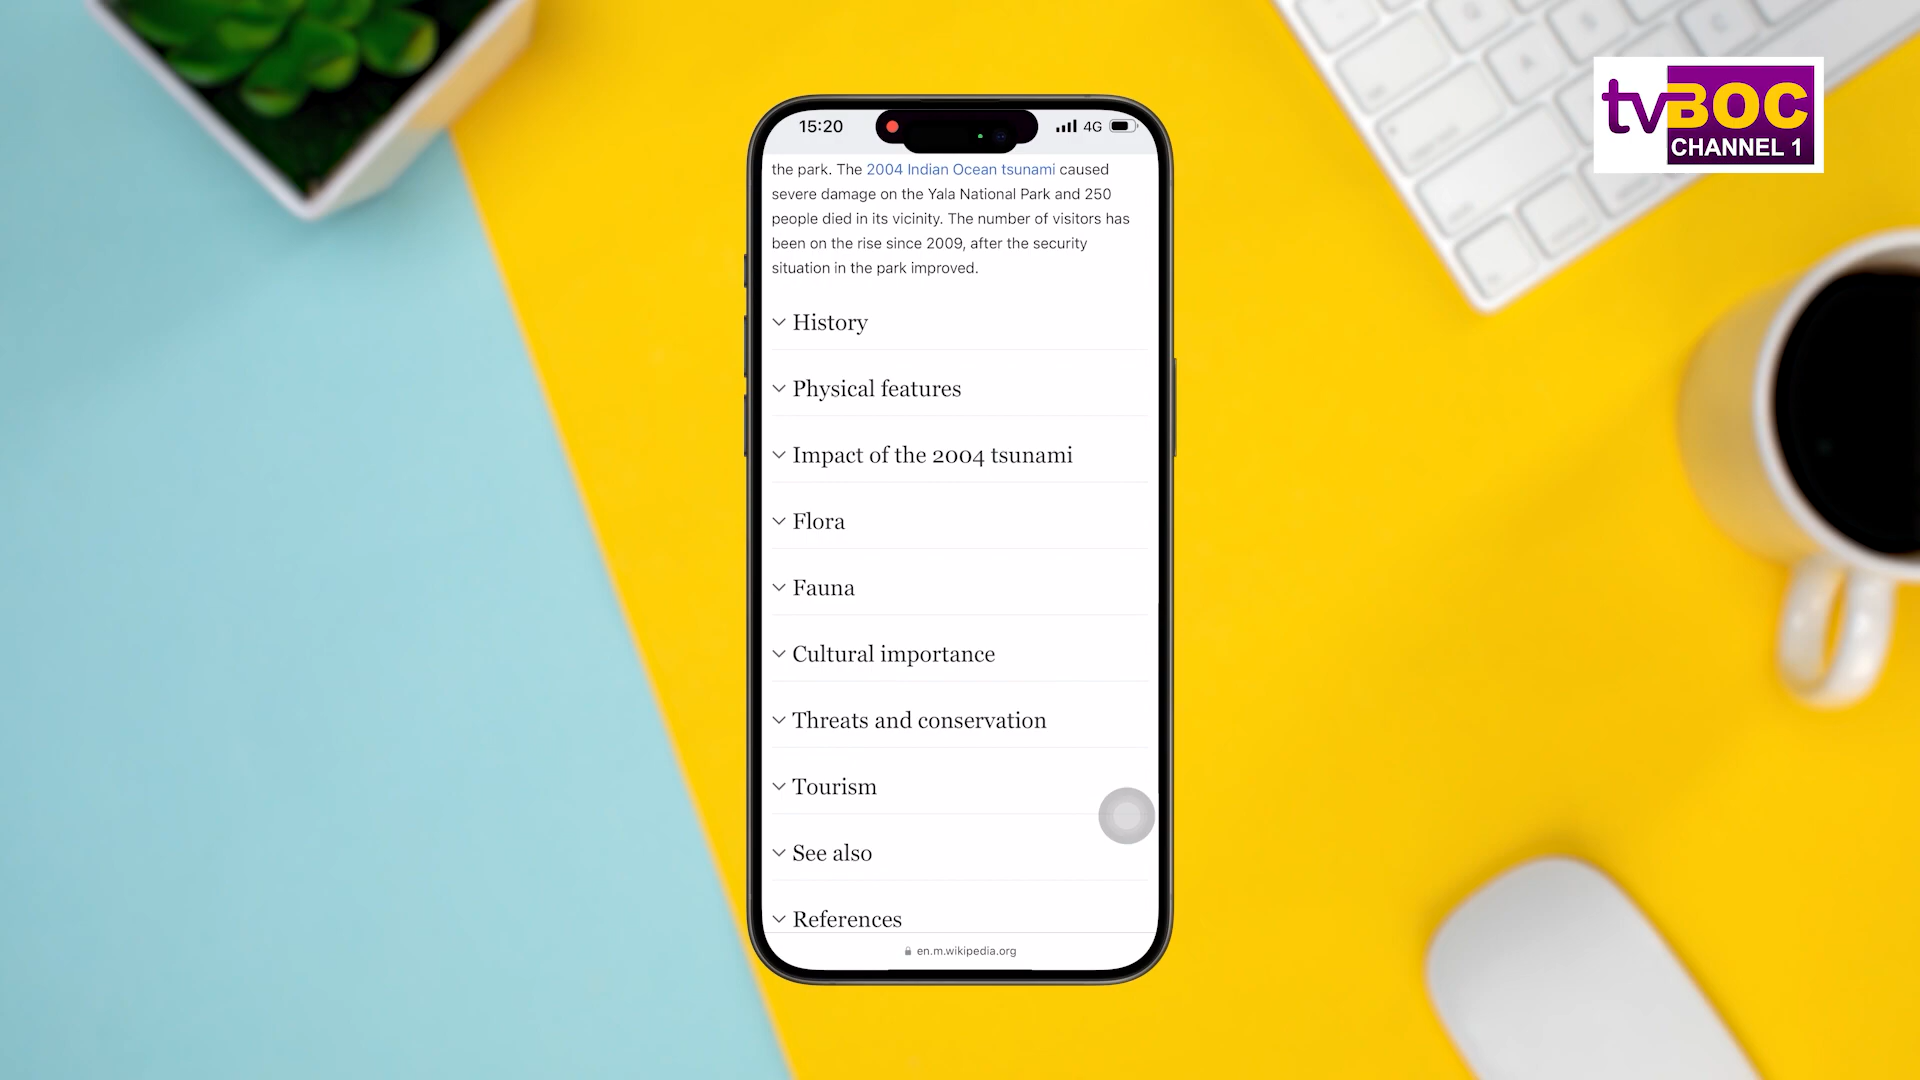 15:20
4G
tvBOC
CHANNEL 1
the park. The 2004 Indian Ocean tsunami caused
severe damage on the Yala National Park and 250
people died in its vicinity. The number of visitors has
been on the rise since 2009, after the security
situation in the park improved.
History
Physical features
Impact of the 2004 tsunami
Flora
Fauna
Cultural importance
Threats and conservation
Tourism
See also
References
en.m.wikipedia.org